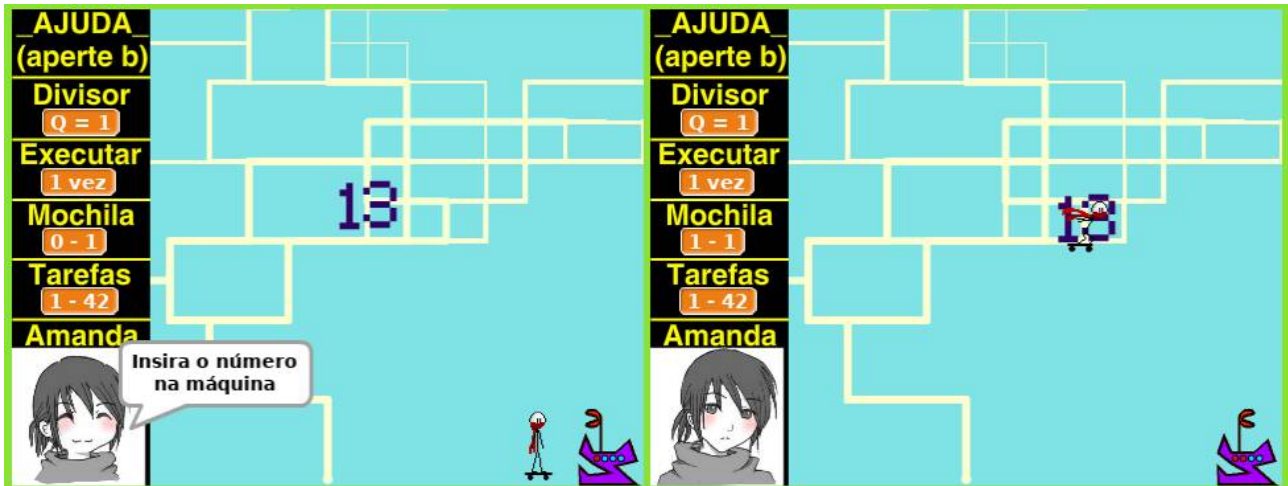 _AJUDA_
(aperte b)
Divisor
Q = 1
Executar
1 vez
Mochila
0 - 1
Tarefas
1 - 42
Amanda
Insira o número
na máquina
13
_AJUDA_
(aperte b)
Divisor
Q = 1
Executar
1 vez
Mochila
1 - 1
Tarefas
1 - 42
Amanda
13